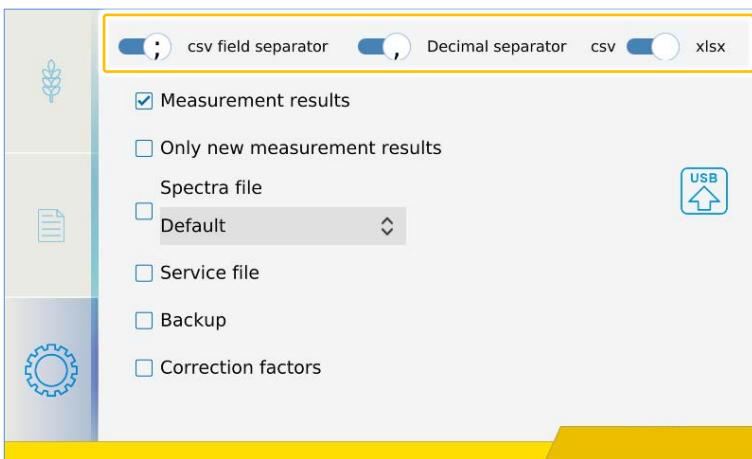 ; csv field separator , Decimal separator csv xlsx
Measurement results
Only new measurement results
Spectra file
USB
Default
Service file
Backup
Correction factors